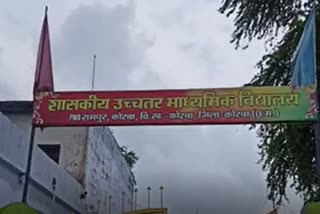 शासकीय उच्चतर माध्यमिक विद्यालय
रामपुर, कोरबा, वि.ख.- कोरबा, जिला- कोरबा (छ.ग.)